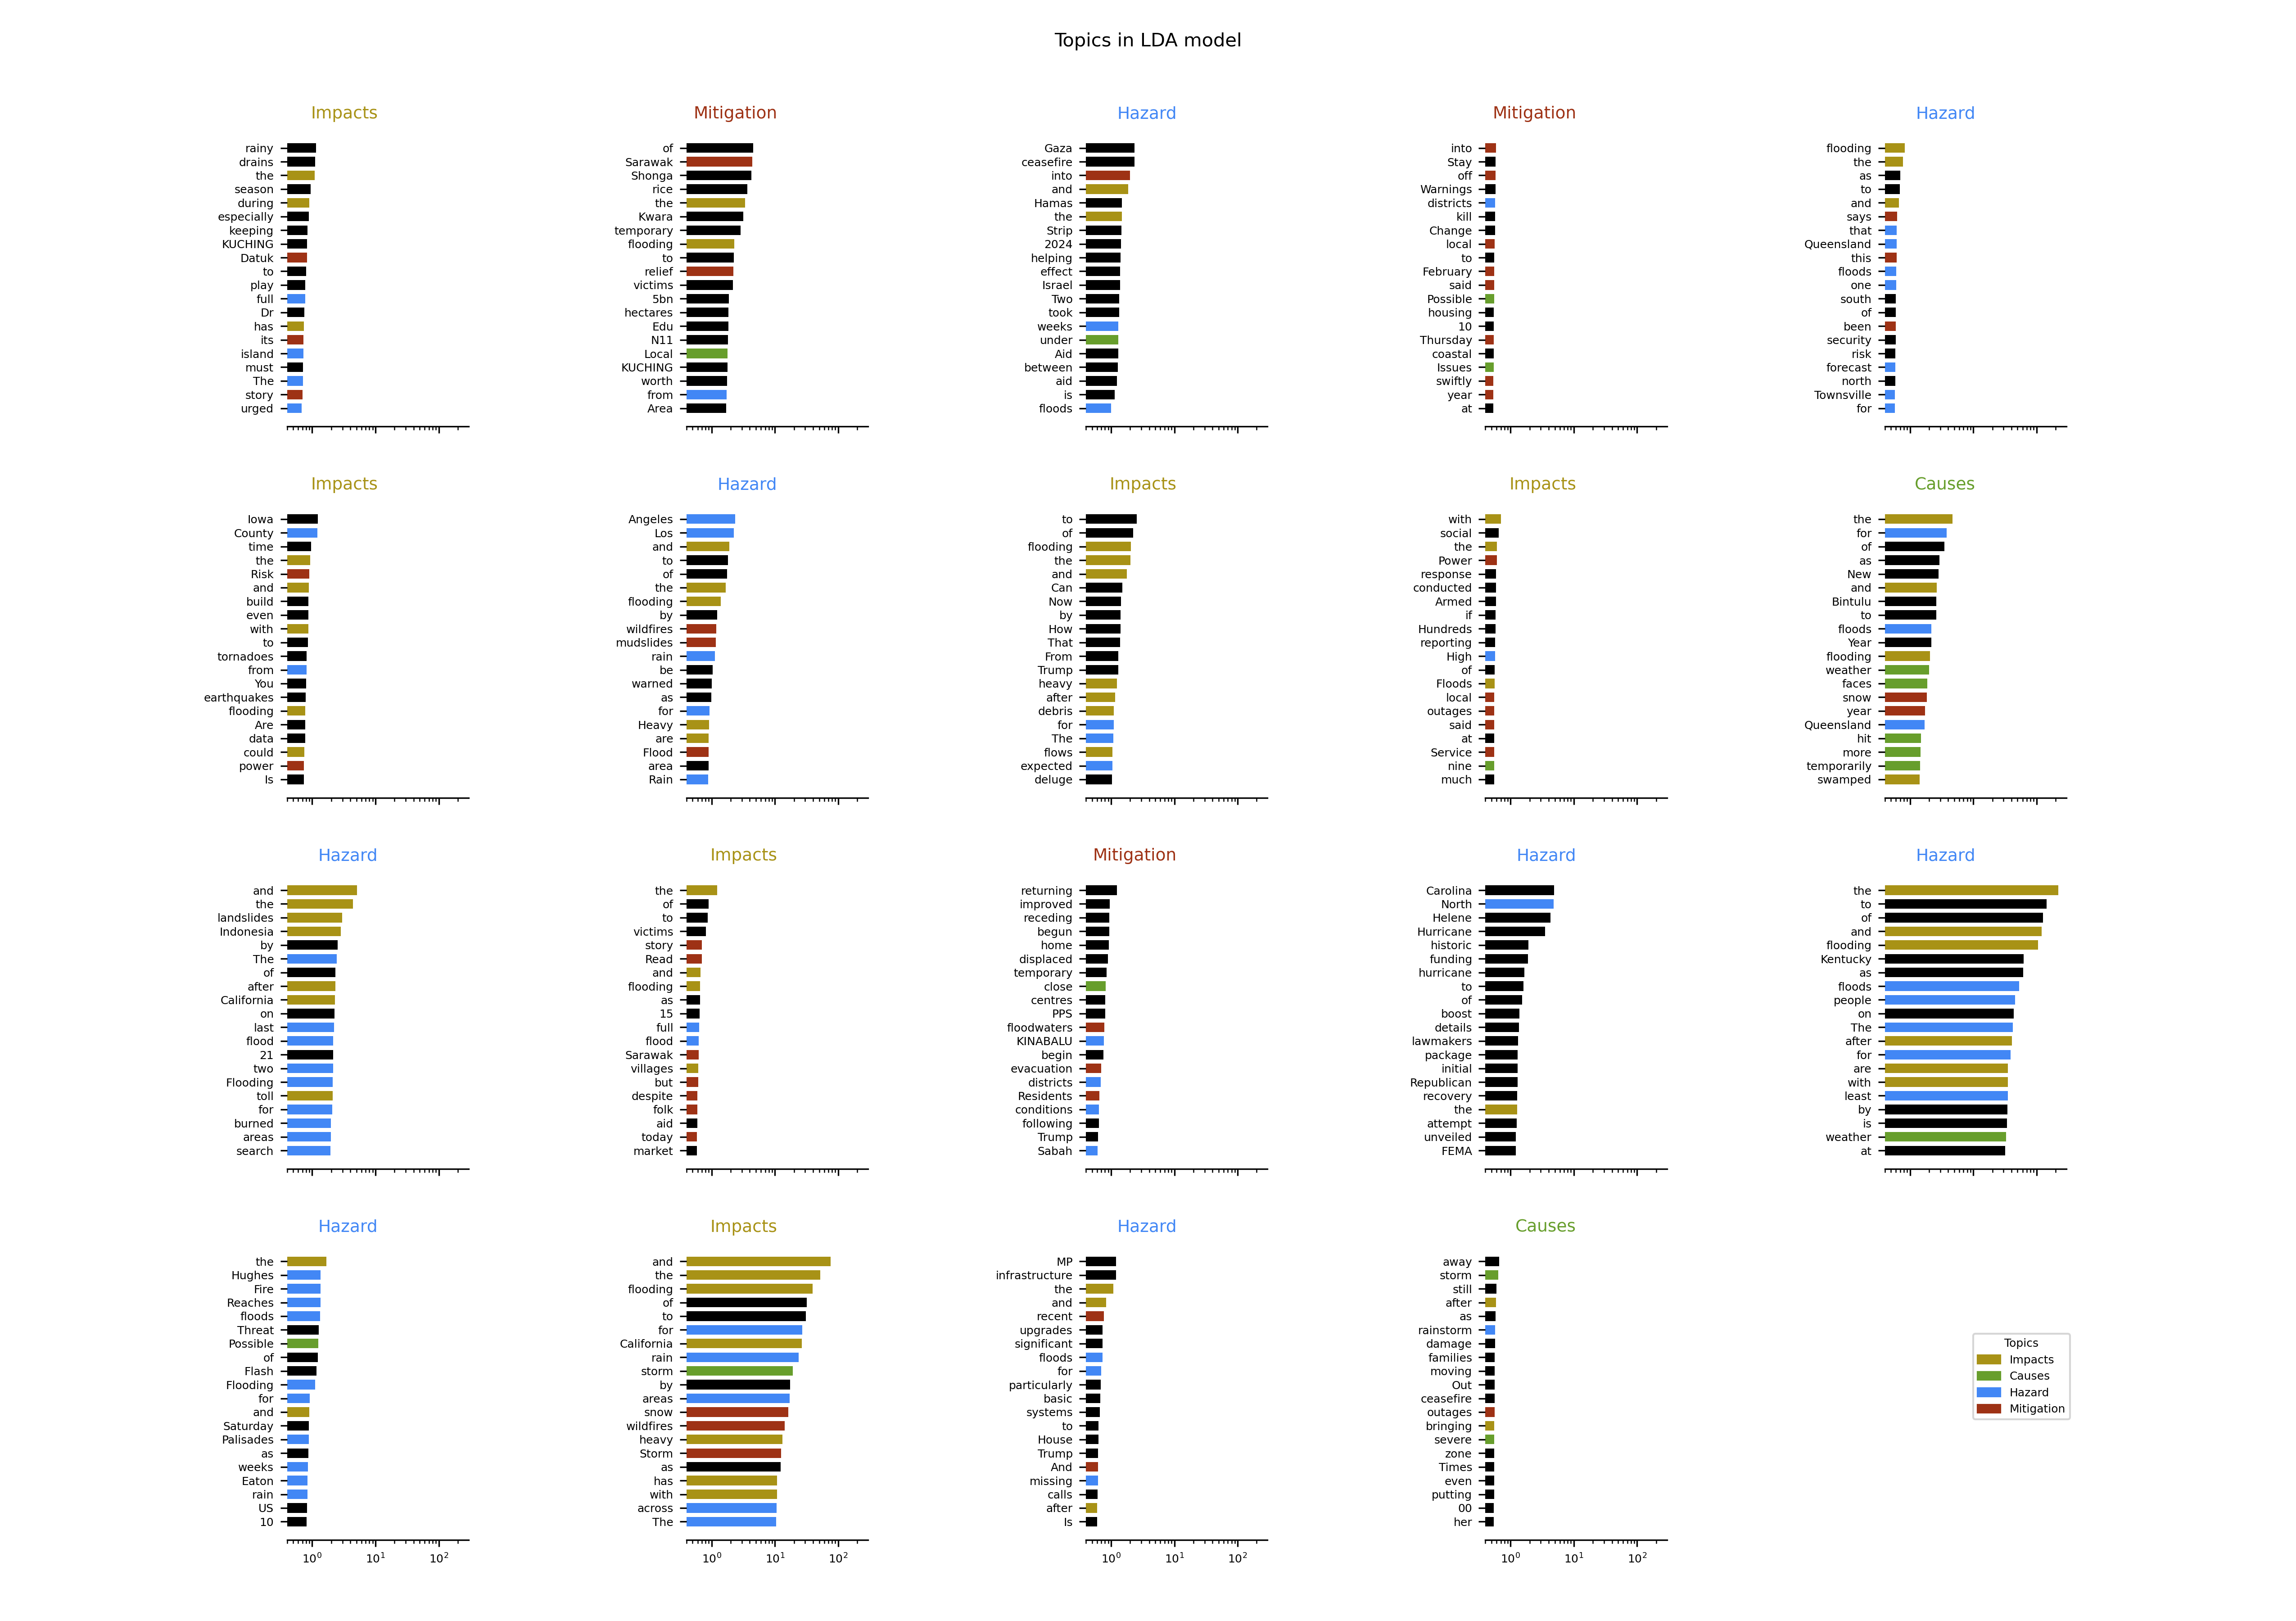 Topics in LDA model
Impacts
rainy
drains
the
season
during
especially
keeping
KUCHING
Datuk
to
play
full
Dr
has
its
island
must
The
story
urged
Mitigation
of
Sarawak
Shonga
rice
the
Kwara
temporary
flooding
to
relief
victims
5bn
hectares
Edu
N11
Local
KUCHING
worth
from
Area
Hazard
Gaza
ceasefire
into
and
Hamas
the
Strip
2024
helping
effect
Israel
Two
took
weeks
under
Aid
between
aid
is
floods
Mitigation
into
Stay
off
Warnings
districts
kill
Change
local
to
February
said
Possible
housing
10
Thursday
coastal
Issues
swiftly
year
at
Hazard
flooding
the
as
to
and
says
that
Queensland
this
floods
one
south
of
been
security
risk
forecast
north
Townsville
for
Impacts
Iowa
County
time
the
Risk
and
build
even
with
to
tornadoes
from
You
earthquakes
flooding
Are
data
could
power
Is
Hazard
Angeles
Los
and
to
of
the
flooding
by
wildfires
mudslides
rain
be
warned
as
for
Heavy
are
Flood
area
Rain
Impacts
to
of
flooding
the
and
Can
Now
by
How
That
From
Trump
heavy
after
debris
for
The
flows
expected
deluge
Impacts
with
social
the
Power
response
conducted
Armed
if
Hundreds
reporting
High
of
Floods
local
outages
said
at
Service
nine
much
Causes
the
for
of
as
New
and
Bintulu
to
floods
Year
flooding
weather
faces
snow
year
Queensland
hit
more
temporarily
swamped
Hazard
and
the
landslides
Indonesia
by
The
of
after
California
on
last
flood
21
two
Flooding
toll
for
burned
areas
search
Impacts
the
of
to
victims
story
Read
and
flooding
as
15
full
flood
Sarawak
villages
but
despite
folk
aid
today
market
Mitigation
returning
improved
receding
begun
home
displaced
temporary
close
centres
PPS
floodwaters
KINABALU
begin
evacuation
districts
Residents
conditions
following
Trump
Sabah
Hazard
Carolina
North
Helene
Hurricane
historic
funding
hurricane
to
of
boost
details
lawmakers
package
initial
Republican
recovery
the
attempt
unveiled
FEMA
Hazard
the
to
of
and
flooding
Kentucky
as
floods
people
on
The
after
for
are
with
least
by
is
weather
at
Hazard
the
Hughes
Fire
Reaches
floods
Threat
Possible
of
Flash
Flooding
for
and
Saturday
Palisades
as
weeks
Eaton
rain
US
10
10⁰ 10¹ 10²
Impacts
and
the
flooding
of
to
for
California
rain
storm
by
areas
snow
wildfires
heavy
Storm
as
has
with
across
The
10⁰ 10¹ 10²
Hazard
MP
infrastructure
the
and
recent
upgrades
significant
floods
for
particularly
basic
systems
to
House
Trump
And
missing
calls
after
Is
10⁰ 10¹ 10²
Causes
away
storm
still
after
as
rainstorm
damage
families
moving
Out
ceasefire
outages
bringing
severe
zone
Times
even
putting
00
her
10⁰ 10¹ 10²
Topics
Impacts
Causes
Hazard
Mitigation